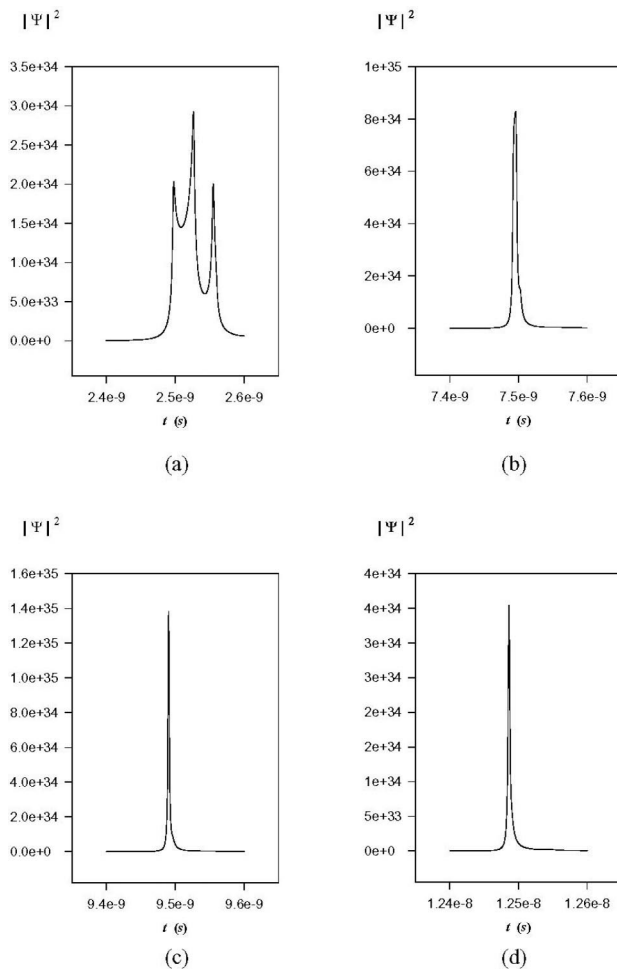 |Ψ|²
3.5e+34
3.0e+34
2.5e+34
2.0e+34
1.5e+34
1.0e+34
5.0e+33
0.0e+0
2.4e-9 2.5e-9 2.6e-9
t (s)
(a)
|Ψ|²
1e+35
8e+34
6e+34
4e+34
2e+34
0e+0
7.4e-9 7.5e-9 7.6e-9
t (s)
(b)
|Ψ|²
1.6e+35
1.4e+35
1.2e+35
1.0e+35
8.0e+34
6.0e+34
4.0e+34
2.0e+34
0.0e+0
9.4e-9 9.5e-9 9.6e-9
t (s)
(c)
|Ψ|²
4e+34
4e+34
3e+34
3e+34
2e+34
2e+34
1e+34
5e+33
0e+0
1.24e-8 1.25e-8 1.26e-8
t (s)
(d)